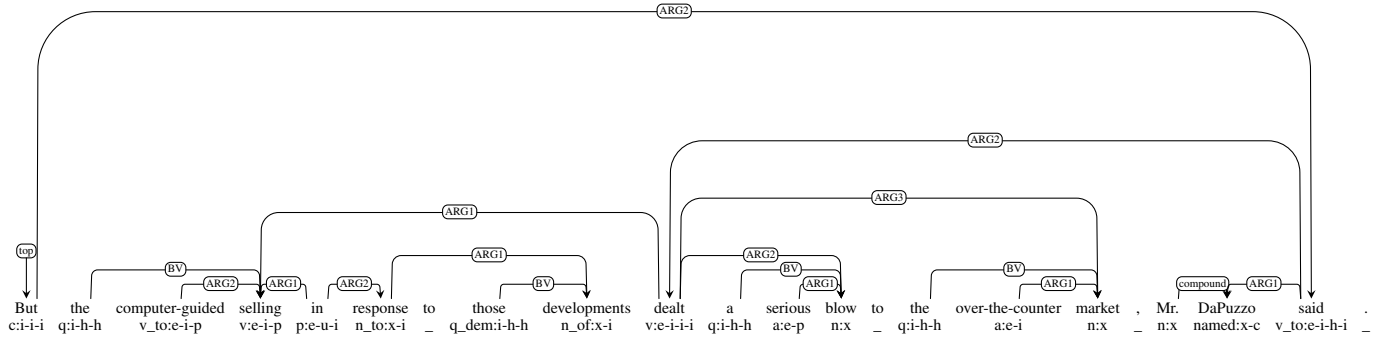 ARG2
ARG2
ARG3
ARG1
top
ARG1
ARG2
BV
BV
BV
ARG2
ARG1
ARG2
BV
ARG1
ARG1
compound
ARG1
But the computer-guided selling in response to those developments dealt a serious blow to the over-the-counter market , Mr. DaPuzzo said .
c:i-i-i q:i-h-h v_to:e-i-p v:e-i-p p:e-u-i n_to:x-i _ q_dem:i-h-h n_of:x-i v:e-i-i-i q:i-h-h a:e-p n:x _ q:i-h-h a:e-i n:x _ n:x named:x-c v_to:e-i-h-i _